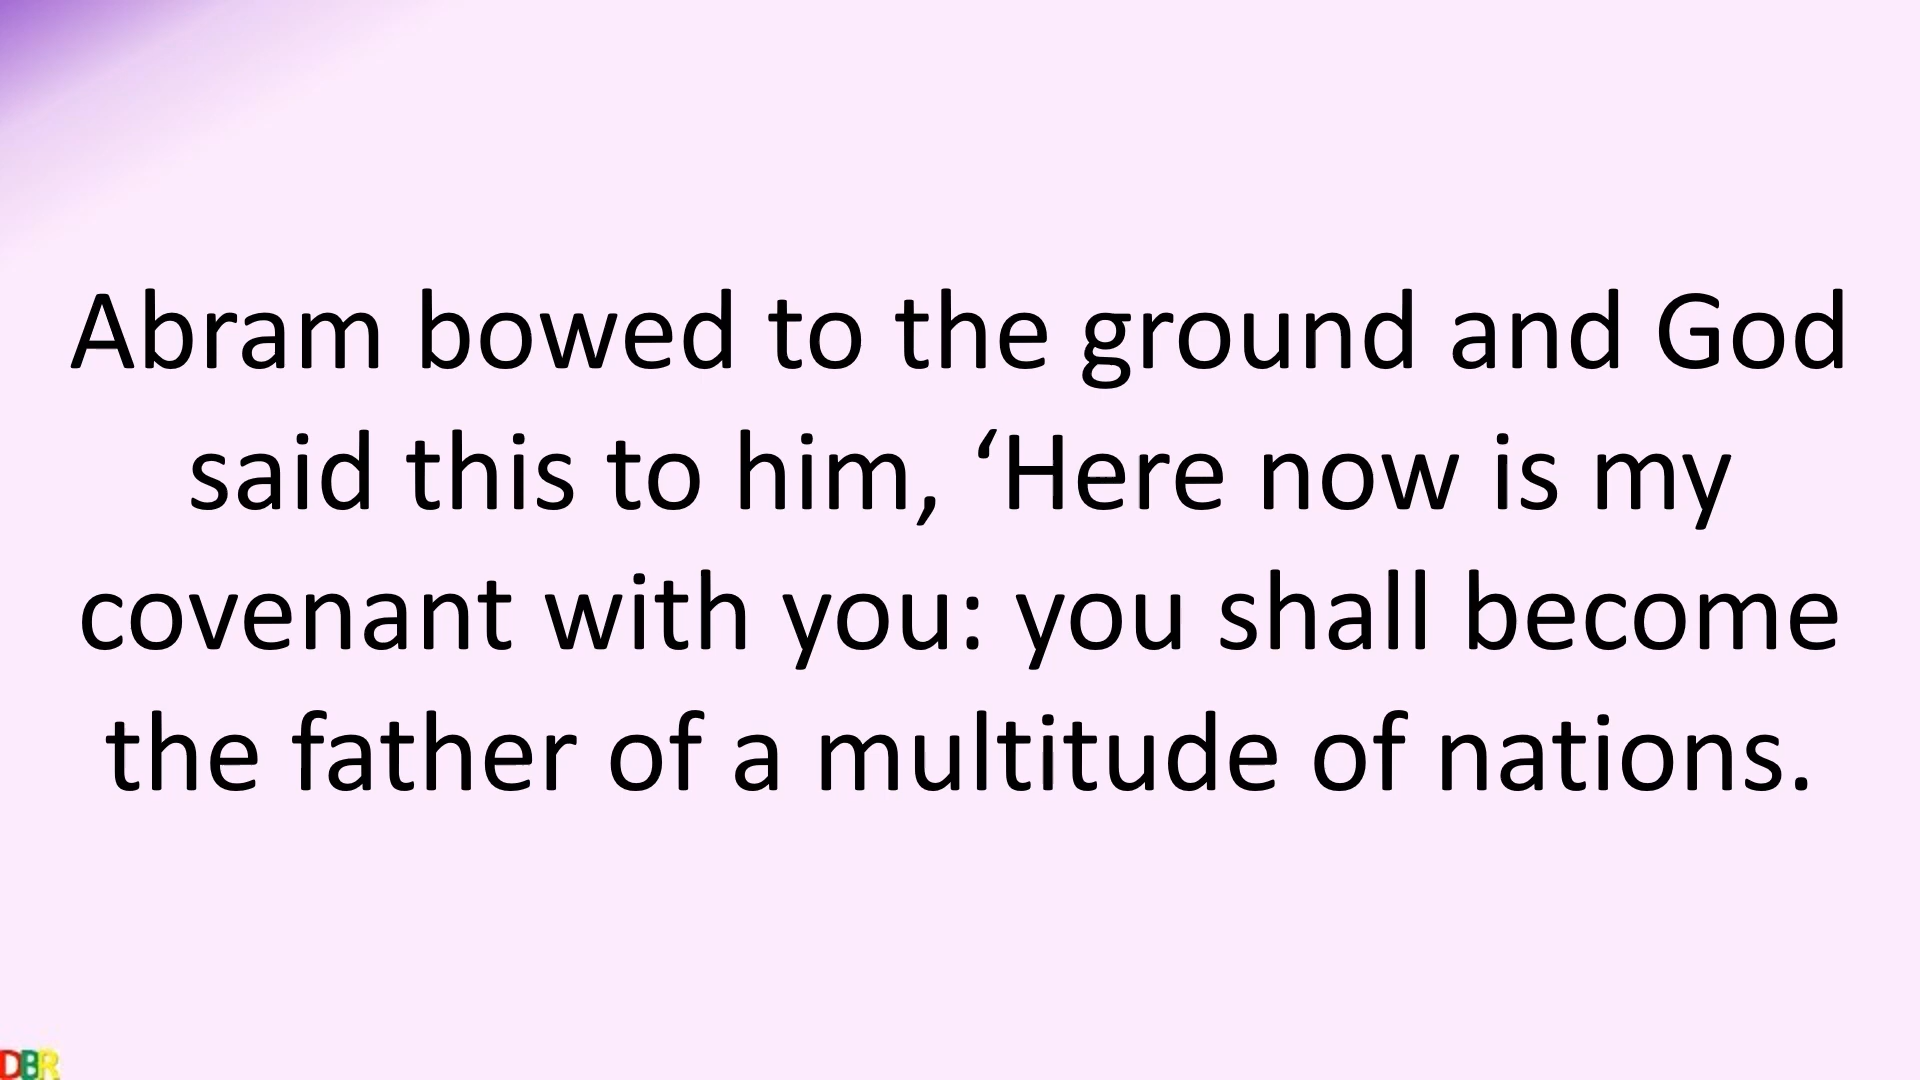 Abram bowed to the ground and God
said this to him, ‘Here now is my
covenant with you: you shall become
the father of a multitude of nations.
DBR